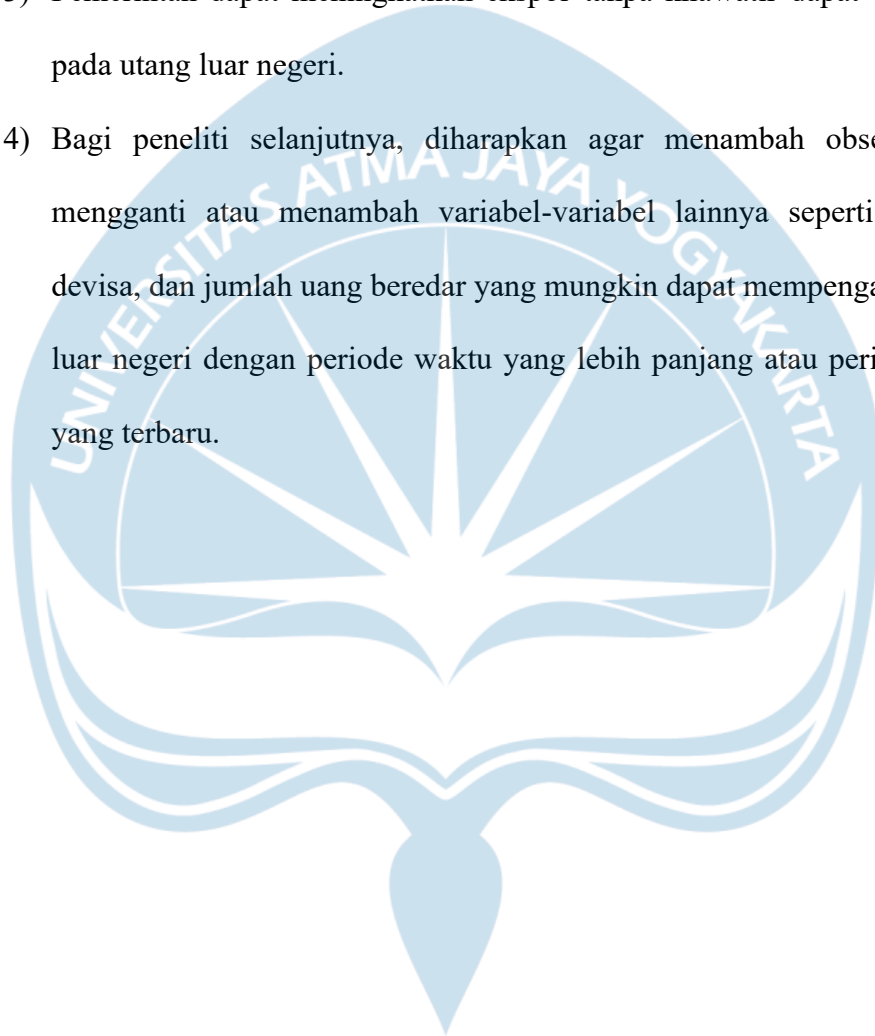 pada utang luar negeri.
4) Bagi peneliti selanjutnya, diharapkan agar menambah obse
mengganti atau menambah variabel-variabel lainnya seperti
devisa, dan jumlah uang beredar yang mungkin dapat mempenga
luar negeri dengan periode waktu yang lebih panjang atau peri
yang terbaru.
UNIVERSITAS ATMA JAYA YOGYAKARTA